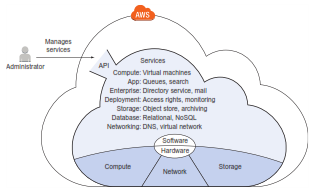 AWS
Manages
services
Administrator
API
Services
Compute: Virtual machines
App: Queues, search
Enterprise: Directory service, mail
Deployment: Access rights, monitoring
Storage: Object store, archiving
Database: Relational, NoSQL
Networking: DNS, virtual network
Software
Hardware
Compute
Network
Storage